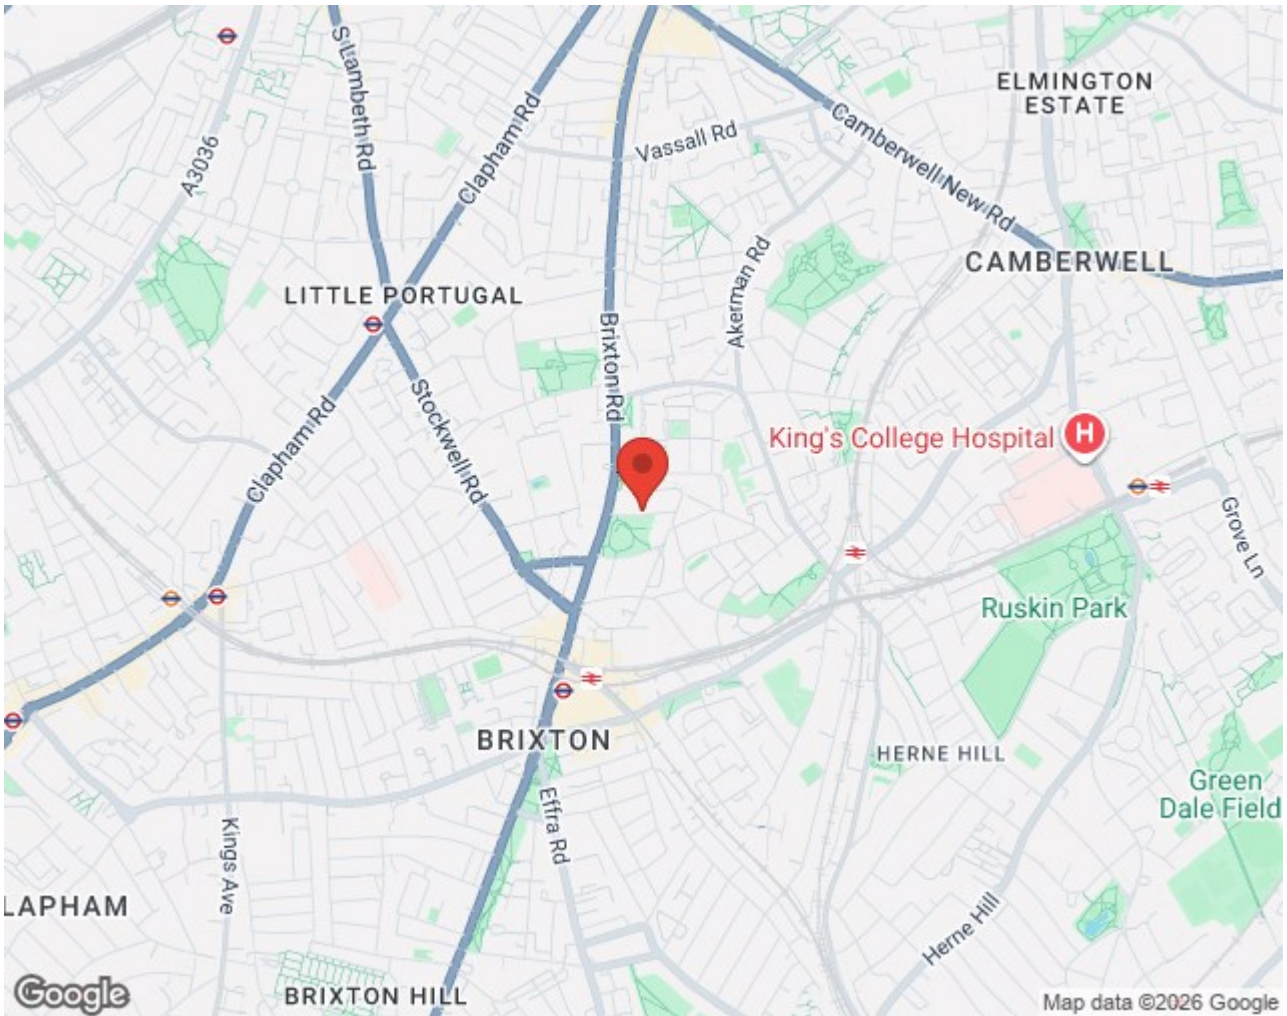 S Lambeth Rd
A3036
Clapham Rd
Vassall Rd
Camberwell New Rd
ELMINGTON
ESTATE
CAMBERWELL
LITTLE PORTUGAL
Akerman Rd
Brixton Rd
Stockwell Rd
Clapham Rd
King's College Hospital
H
Grove Ln
Ruskin Park
BRIXTON
HERNE HILL
Green
Dale Field
Effra Rd
Kings Ave
LAPHAM
Herne Hill
BRIXTON HILL
Google
Map data ©2026 Google